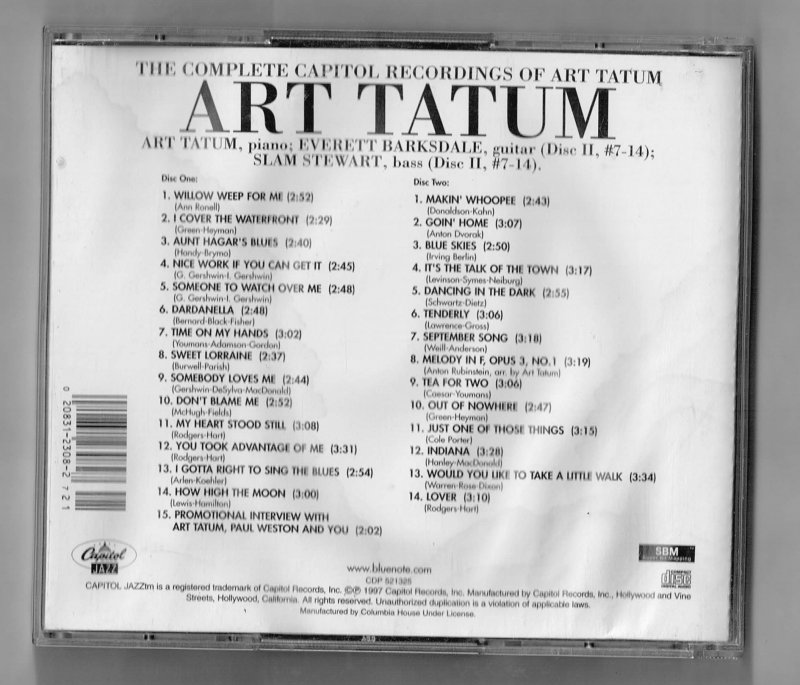 THE COMPLETE CAPITOL RECORDINGS OF ART TATUM
ART TATUM
ART TATUM, piano; EVERETT BARKSDALE, guitar (Disc II, #7-14);
SLAM STEWART, bass (Disc II, #7-14).
Disc One:
1. WILLOW WEEP FOR ME (2:52)
(Ann Ronell)
2. I COVER THE WATERFRONT (2:29)
(Green-Heyman)
3. AUNT HAGAR'S BLUES (2:40)
(Handy-Brymo)
4. NICE WORK IF YOU CAN GET IT (2:45)
(G. Gershwin-I. Gershwin)
5. SOMEONE TO WATCH OVER ME (2:48)
(G. Gershwin-I. Gershwin)
6. DARDANELLA (2:48)
(Bernard-Black-Fisher)
7. TIME ON MY HANDS (3:02)
(Youmans-Adamson-Gordon)
8. SWEET LORRAINE (2:37)
(Burwell-Parish)
9. SOMEBODY LOVES ME (2:44)
(Gershwin-DeSylva-MacDonald)
10. DON'T BLAME ME (2:52)
(McHugh-Fields)
11. MY HEART STOOD STILL (3:08)
(Rodgers-Hart)
12. YOU TOOK ADVANTAGE OF ME (3:31)
(Rodgers-Hart)
13. I GOTTA RIGHT TO SING THE BLUES (2:54)
(Arlen-Koehler)
14. HOW HIGH THE MOON (3:00)
(Lewis-Hamilton)
15. PROMOTIONAL INTERVIEW WITH
ART TATUM, PAUL WESTON AND YOU (2:02)
Disc Two:
1. MAKIN' WHOOPEE (2:43)
(Donaldson-Kahn)
2. GOIN' HOME (3:07)
(Anton Dvorak)
3. BLUE SKIES (2:50)
(Irving Berlin)
4. IT'S THE TALK OF THE TOWN (3:17)
(Levinson-Symes-Neiburg)
5. DANCING IN THE DARK (2:55)
(Schwartz-Dietz)
6. TENDERLY (3:06)
(Lawrence-Gross)
7. SEPTEMBER SONG (3:18)
(Weill-Anderson)
8. MELODY IN F, OPUS 3, NO.1 (3:19)
(Anton Rubinstein, arr. by Art Tatum)
9. TEA FOR TWO (3:06)
(Caesar-Youmans)
10. OUT OF NOWHERE (2:47)
(Green-Heyman)
11. JUST ONE OF THOSE THINGS (3:15)
(Cole Porter)
12. INDIANA (3:28)
(Hanley-MacDonald)
13. WOULD YOU LIKE TO TAKE A LITTLE WALK (3:34)
(Warren-Rose-Dixon)
14. LOVER (3:10)
(Rodgers-Hart)
0 20831-2308-2 7 2 1
Capitol
JAZZ
SBM
COMPACT
disc
www.bluenote.com
CDP 521325
CAPITOL JAZZtm is a registered trademark of Capitol Records, Inc. ©℗ 1997 Capitol Records, Inc. Manufactured by Capitol Records, Inc., Hollywood and Vine
Streets, Hollywood, California. All rights reserved. Unauthorized duplication is a violation of applicable laws.
Manufactured by Columbia House Under License.